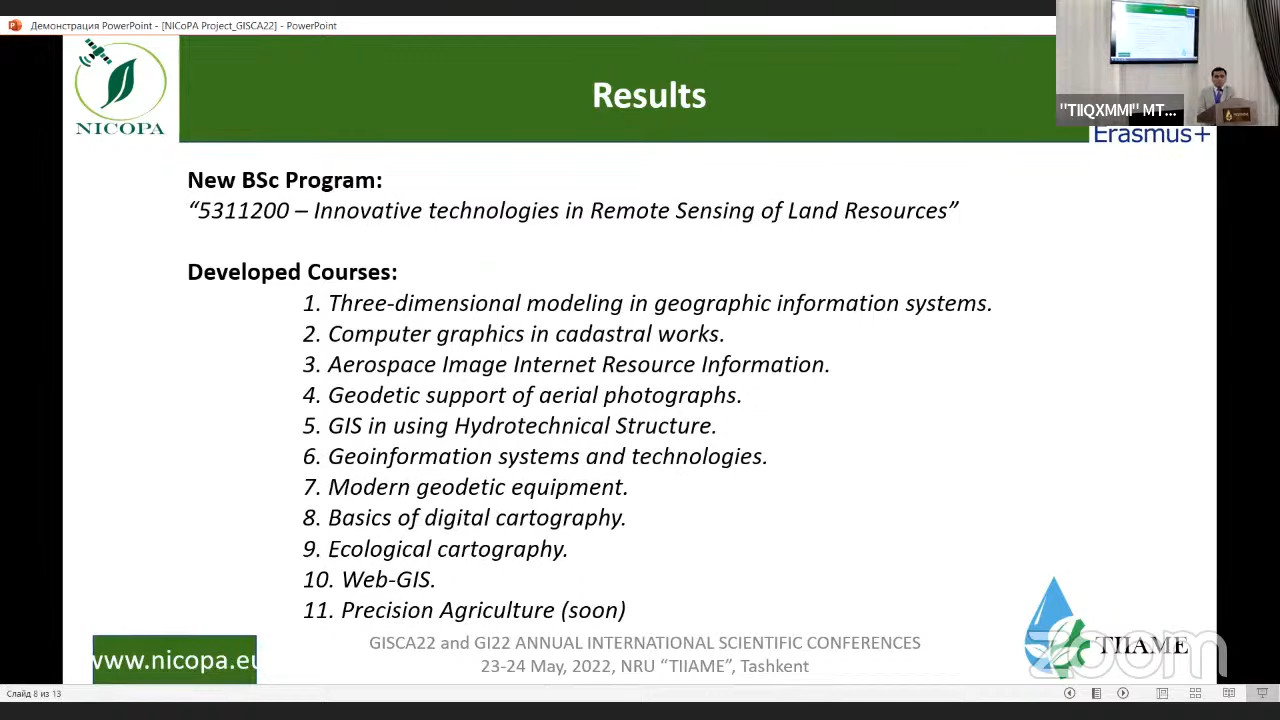 Демонстрация PowerPoint - [NICoPA Project_GISCA22] - PowerPoint
NICOPA
Results
"TIIQXMMI" MT...
Erasmus+
New BSc Program:
“5311200 – Innovative technologies in Remote Sensing of Land Resources”
Developed Courses:
1. Three-dimensional modeling in geographic information systems.
2. Computer graphics in cadastral works.
3. Aerospace Image Internet Resource Information.
4. Geodetic support of aerial photographs.
5. GIS in using Hydrotechnical Structure.
6. Geoinformation systems and technologies.
7. Modern geodetic equipment.
8. Basics of digital cartography.
9. Ecological cartography.
10. Web-GIS.
11. Precision Agriculture (soon)
GISCA22 and GI22 ANNUAL INTERNATIONAL SCIENTIFIC CONFERENCES
23-24 May, 2022, NRU “TIIAME”, Tashkent
www.nicopa.eu
TIIAME
zoom
Слайд 8 из 13